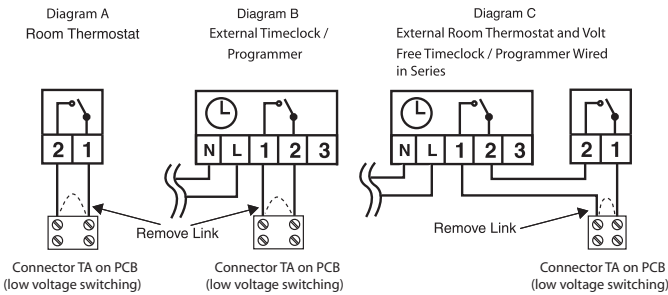 Diagram A
Room Thermostat
2 1
Connector TA on PCB
(low voltage switching)
Diagram B
External Timeclock /
Programmer
N L 1 2 3
Remove Link
Connector TA on PCB
(low voltage switching)
Diagram C
External Room Thermostat and Volt
Free Timeclock / Programmer Wired
in Series
N L 1 2 3
2 1
Remove Link
Connector TA on PCB
(low voltage switching)